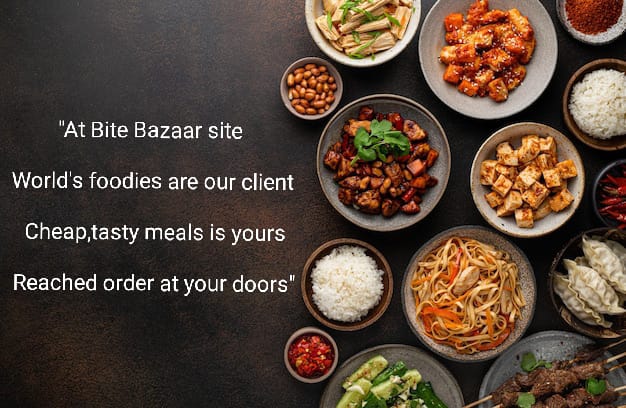 "At Bite Bazaar site
World's foodies are our client
Cheap,tasty meals is yours
Reached order at your doors"